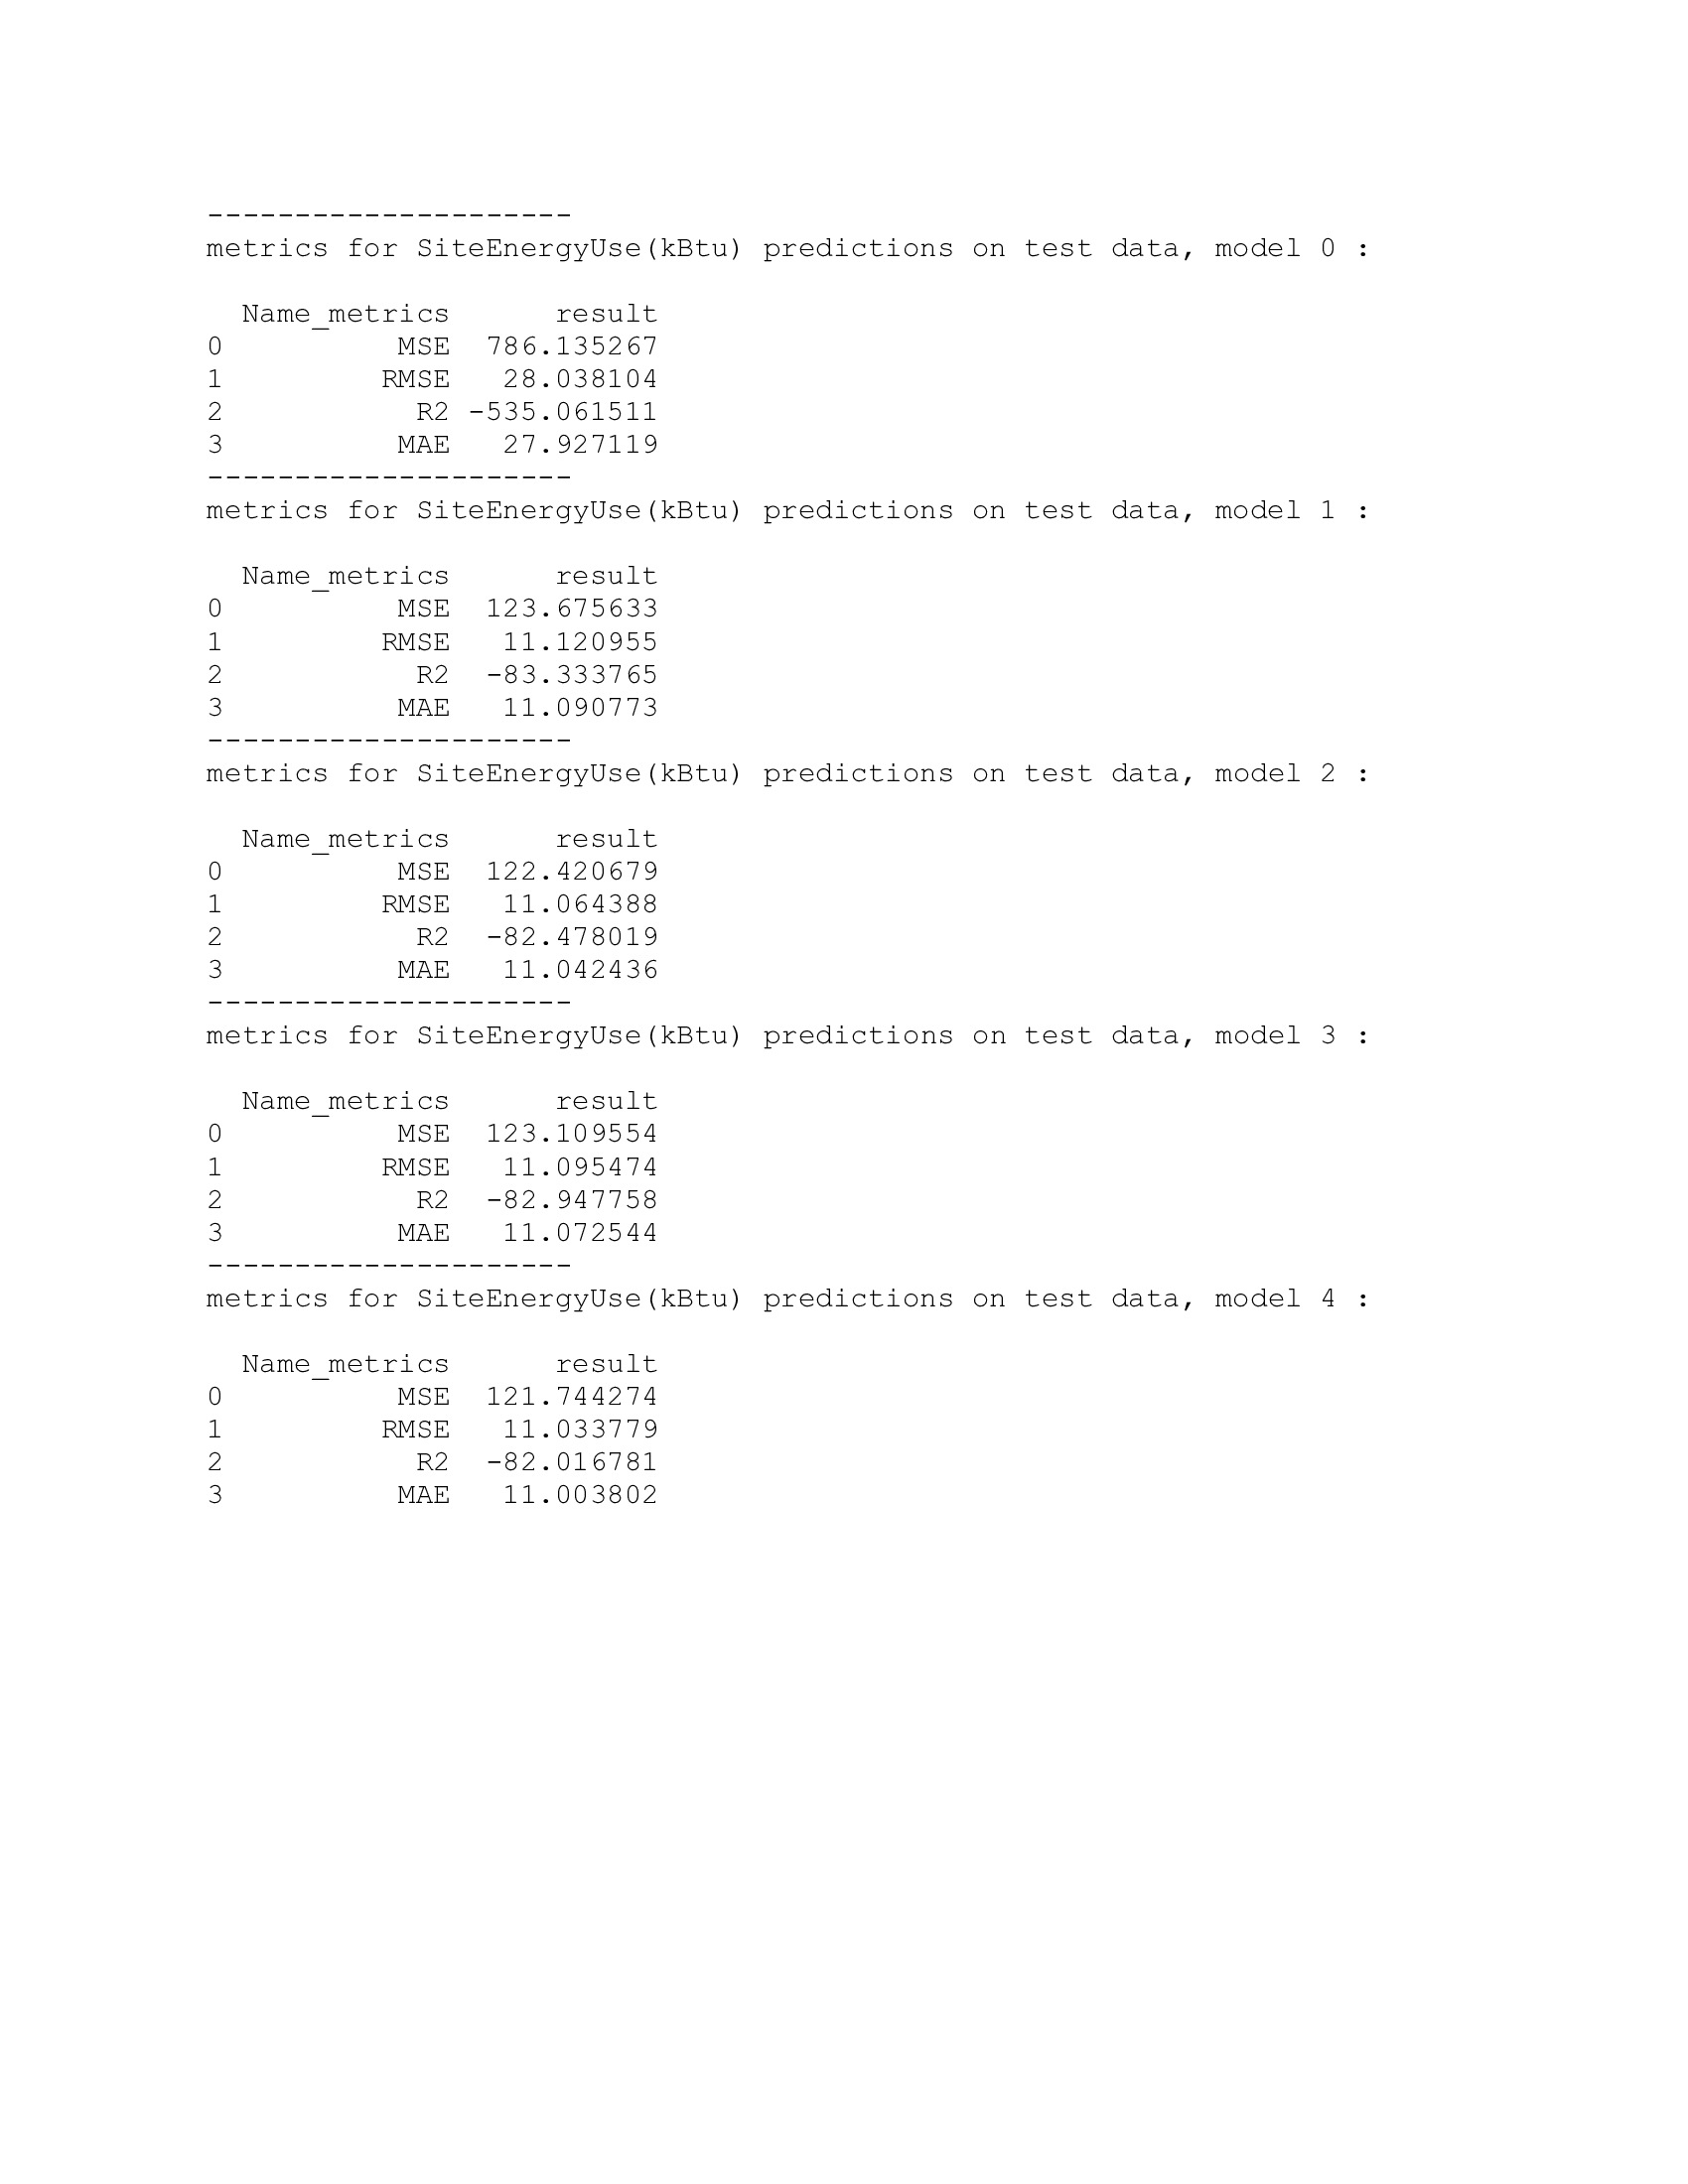 ---------------------
metrics for SiteEnergyUse(kBtu) predictions on test data, model 0 :
  Name_metrics      result
0          MSE  786.135267
1         RMSE   28.038104
2           R2 -535.061511
3          MAE   27.927119
---------------------
metrics for SiteEnergyUse(kBtu) predictions on test data, model 1 :
  Name_metrics      result
0          MSE  123.675633
1         RMSE   11.120955
2           R2  -83.333765
3          MAE   11.090773
---------------------
metrics for SiteEnergyUse(kBtu) predictions on test data, model 2 :
  Name_metrics      result
0          MSE  122.420679
1         RMSE   11.064388
2           R2  -82.478019
3          MAE   11.042436
---------------------
metrics for SiteEnergyUse(kBtu) predictions on test data, model 3 :
  Name_metrics      result
0          MSE  123.109554
1         RMSE   11.095474
2           R2  -82.947758
3          MAE   11.072544
---------------------
metrics for SiteEnergyUse(kBtu) predictions on test data, model 4 :
  Name_metrics      result
0          MSE  121.744274
1         RMSE   11.033779
2           R2  -82.016781
3          MAE   11.003802